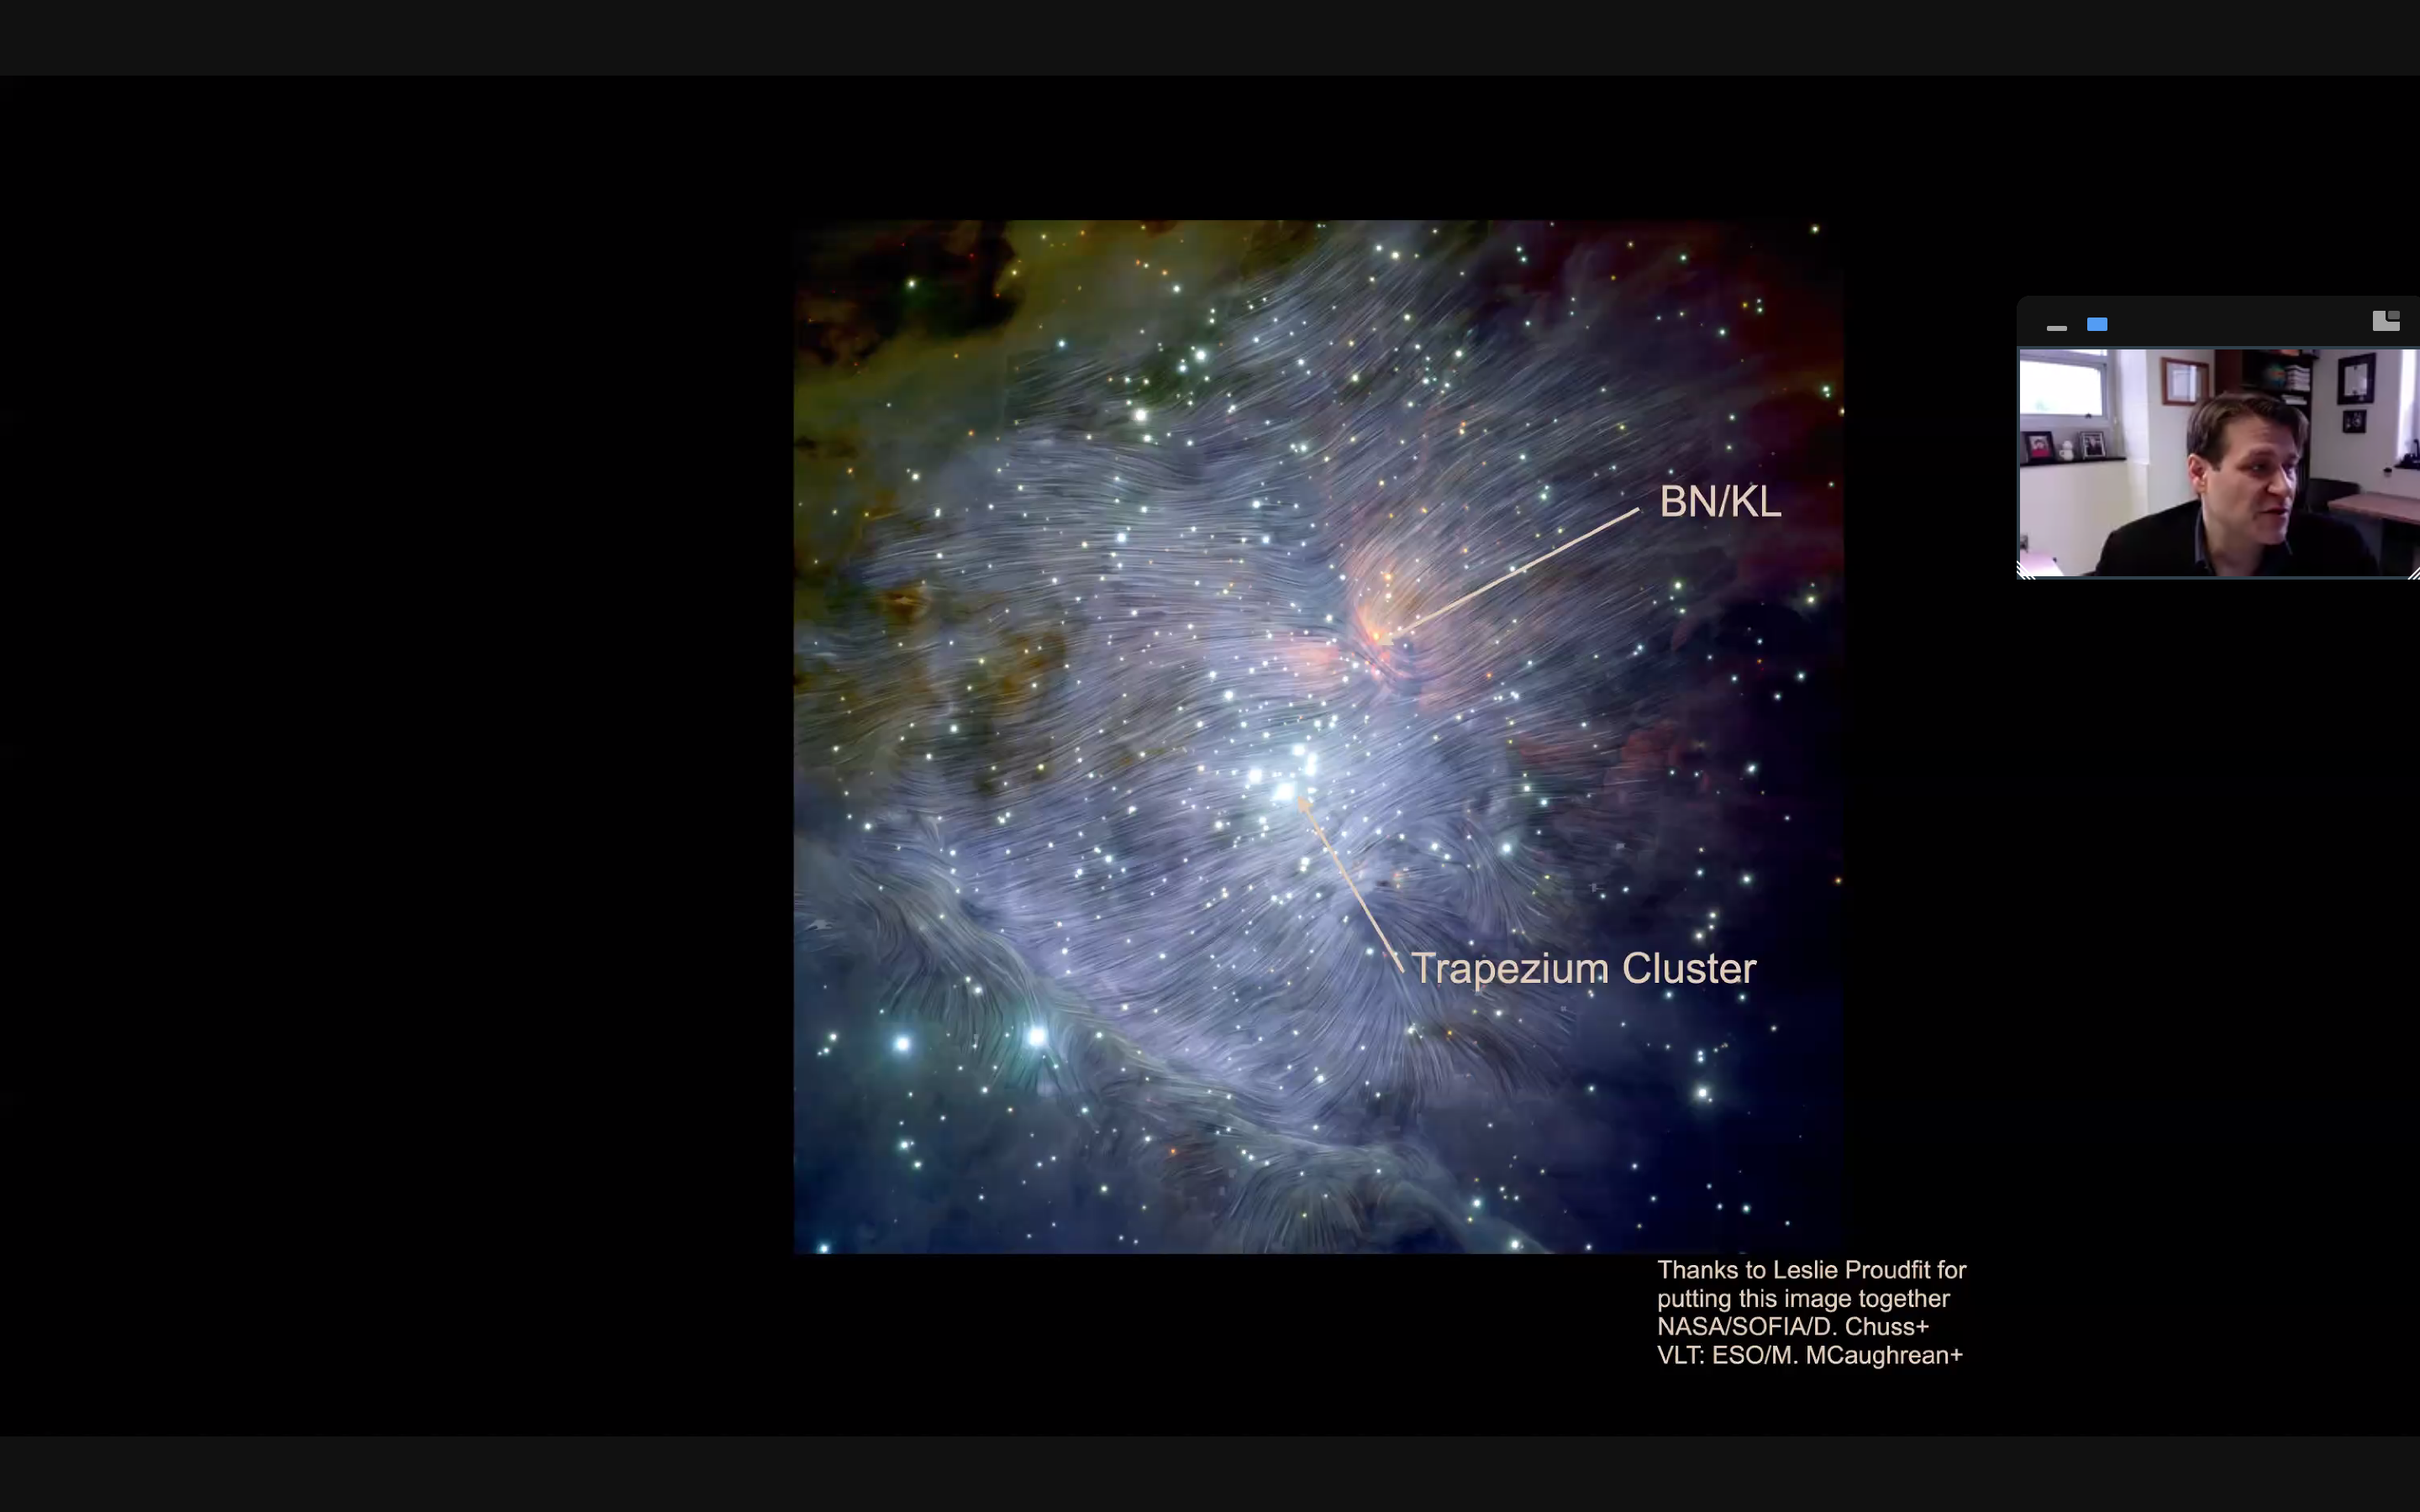 BN/KL
Trapezium Cluster
Thanks to Leslie Proudfit for
putting this image together
NASA/SOFIA/D. Chuss+
VLT: ESO/M. MCaughrean+